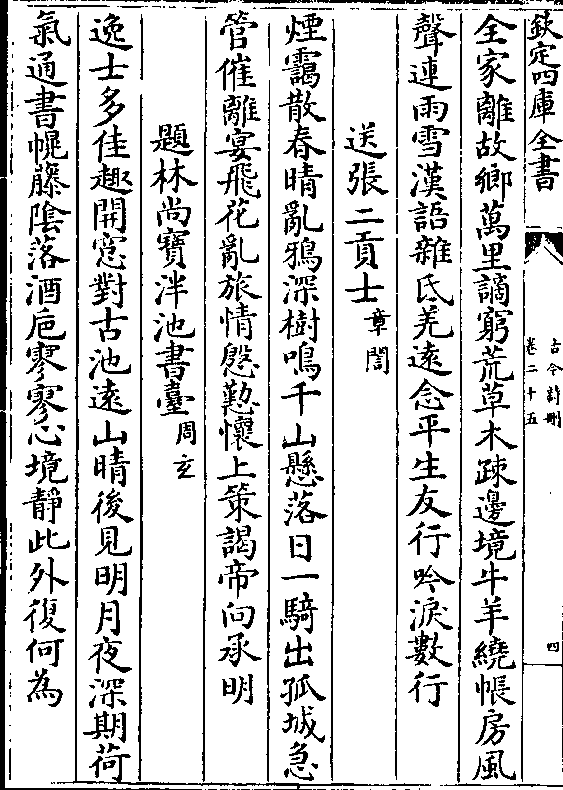 欽定四庫全書
古今詩刪
卷二十五
四
全家離故鄉萬里謫窮荒草木疎邊境牛羊繞帳房風
聲連雨雪漢語雜氐羌遠念平生友行吟淚數行
送張二貢士 章誾
煙靄散春晴亂鴉深樹鳴千山懸落日一騎出孤城急
管催離宴飛花亂旅情慇懃懷上策謁帝向承明
題林尚寶泮池書臺 周玄
逸士多佳趣開窓對古池遠山晴後見明月夜深期荷
氣通書幌藤陰落酒巵寥寥心境靜此外復何為